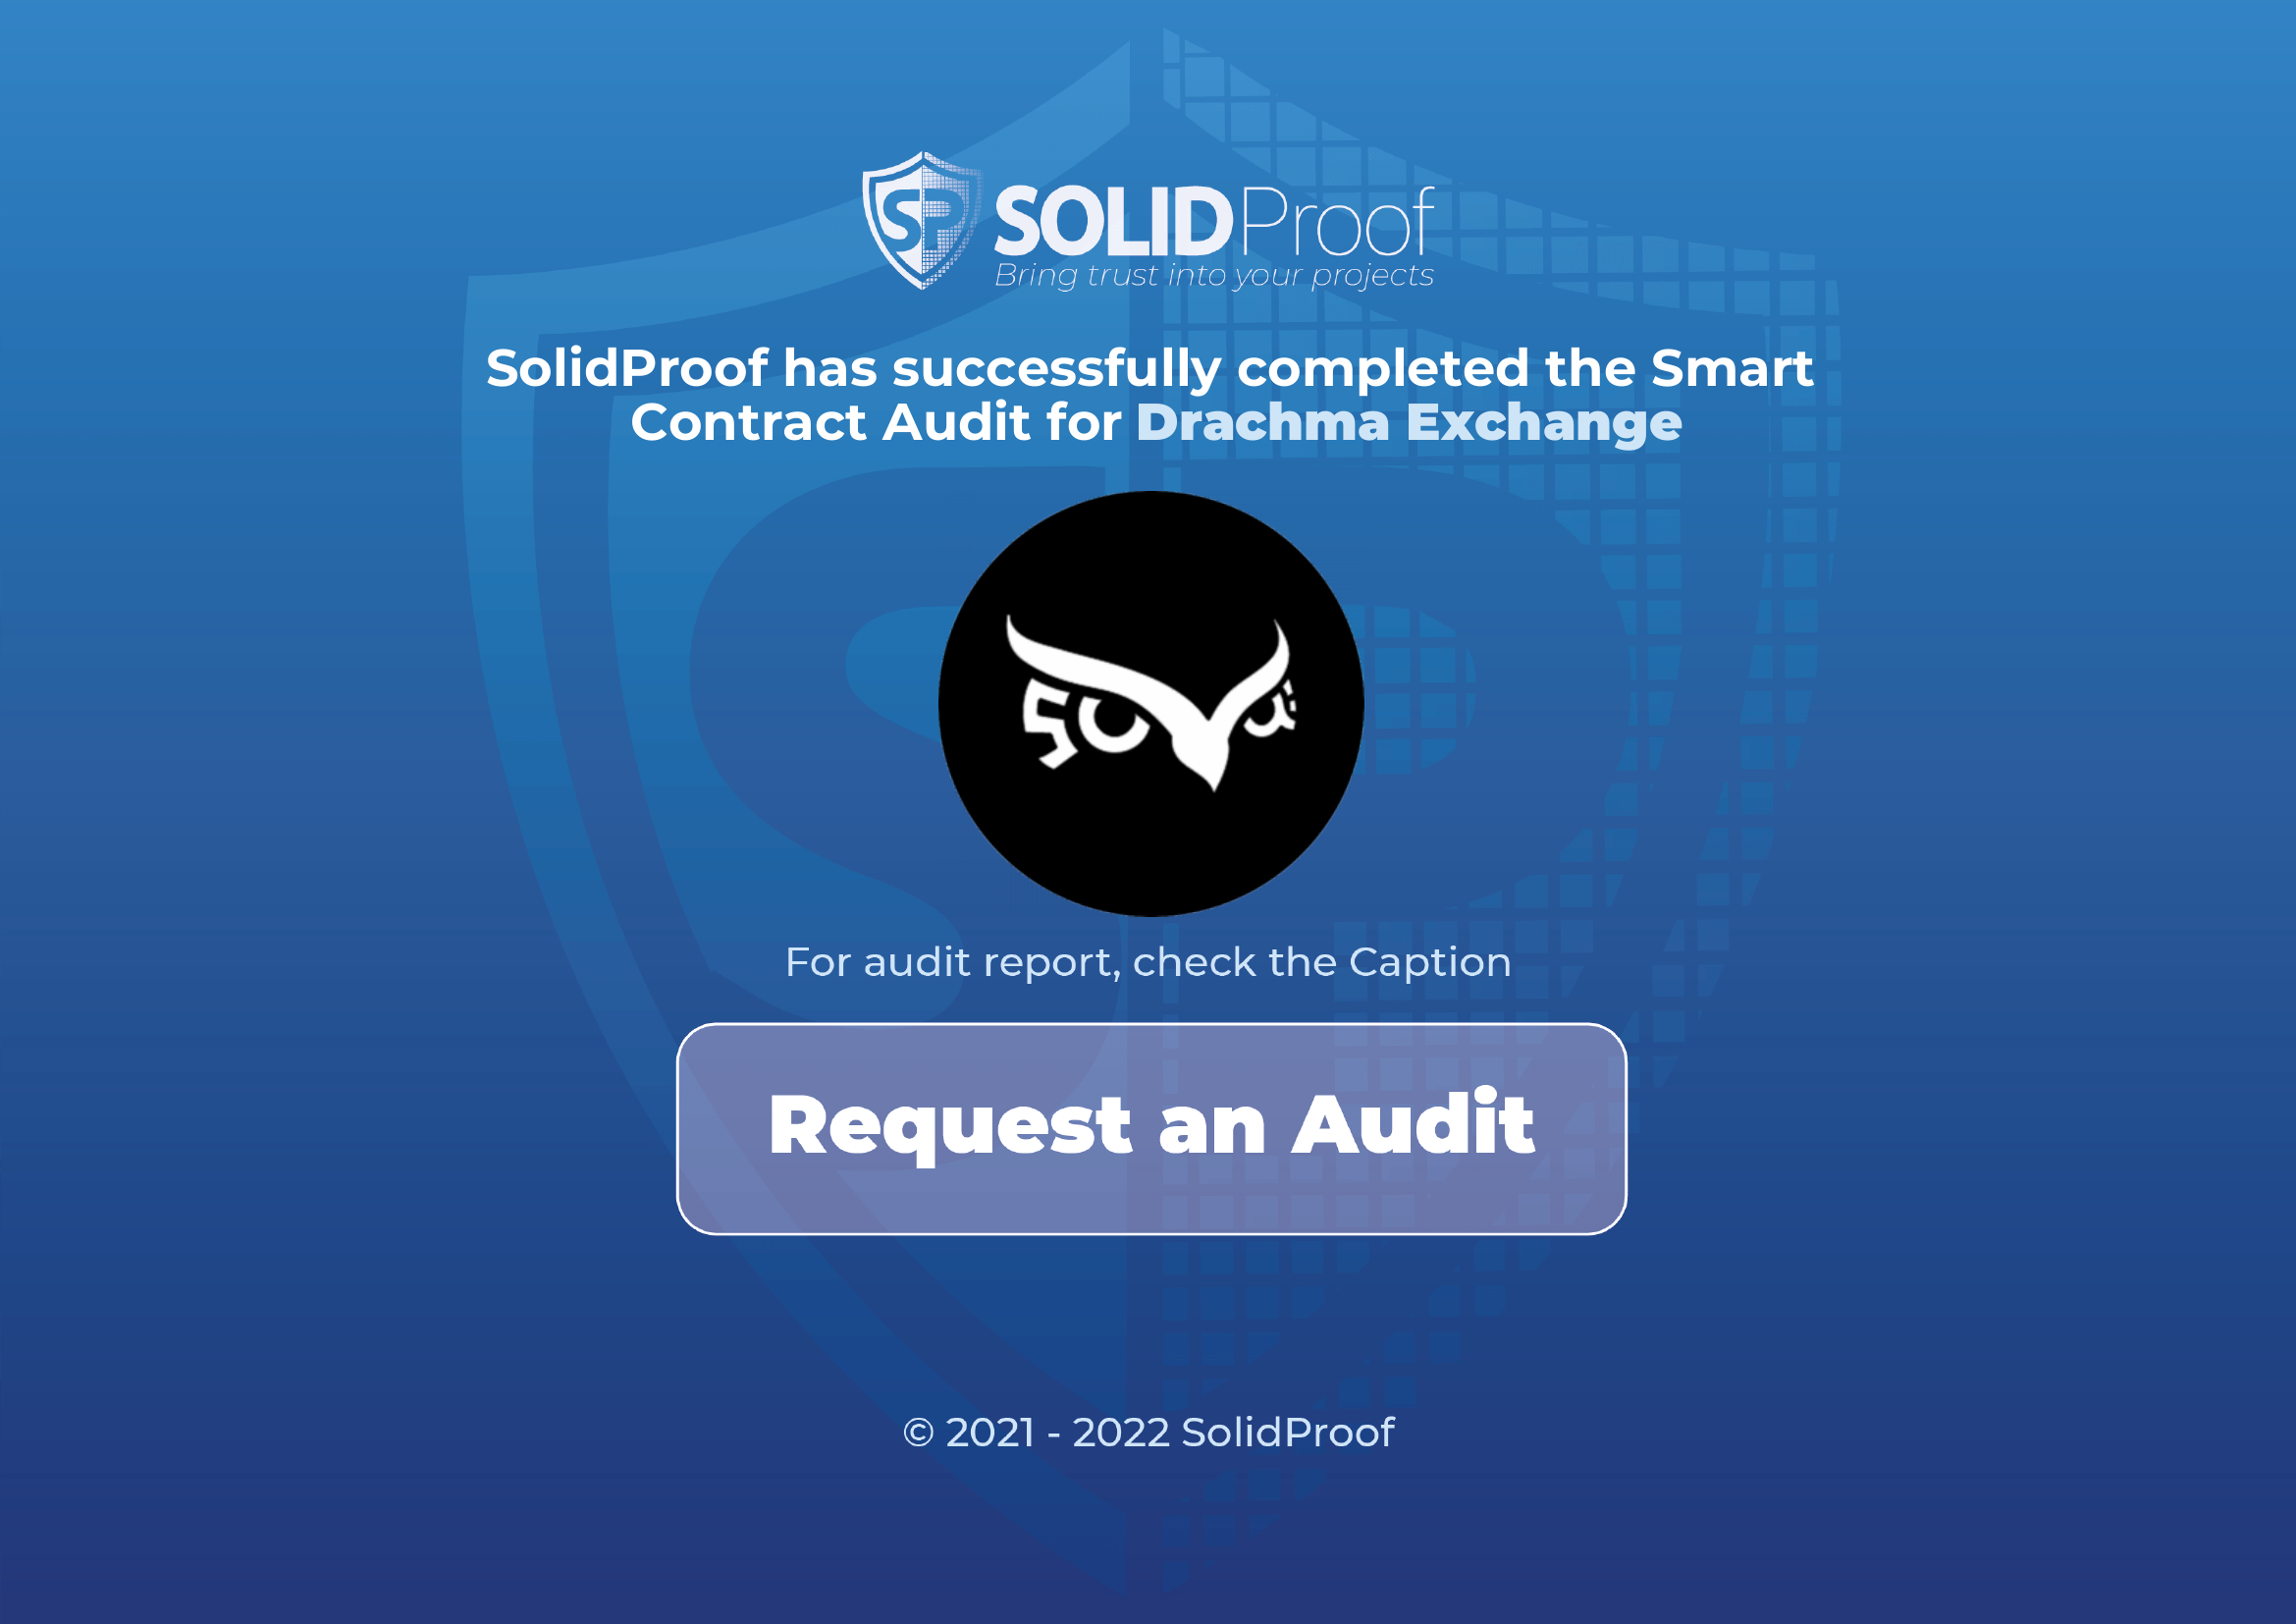 SP SOLIDProof
Bring trust into your projects
SolidProof has successfully completed the Smart
Contract Audit for Drachma Exchange
For audit report, check the Caption
Request an Audit
© 2021 - 2022 SolidProof